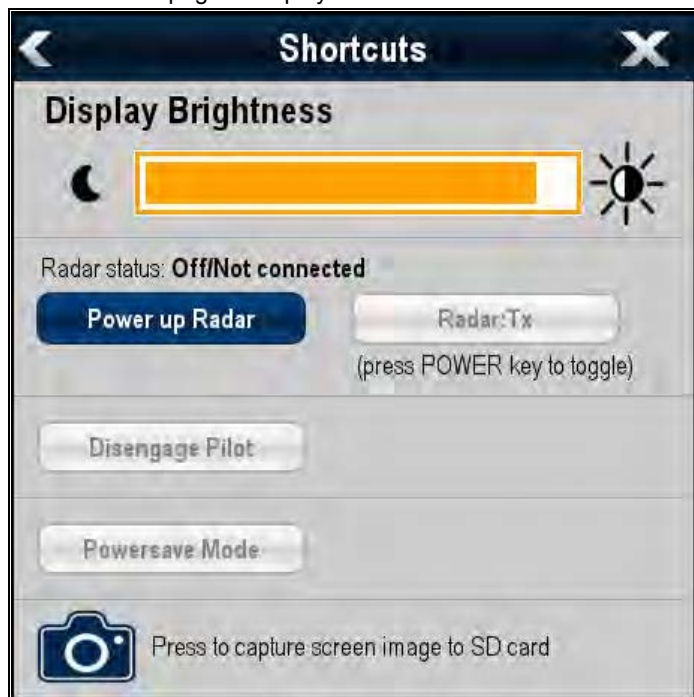 Shortcuts
Display Brightness
Radar status: Off/Not connected
Power up Radar
Radar:Tx
(press POWER key to toggle)
Disengage Pilot
Powersave Mode
Press to capture screen image to SD card